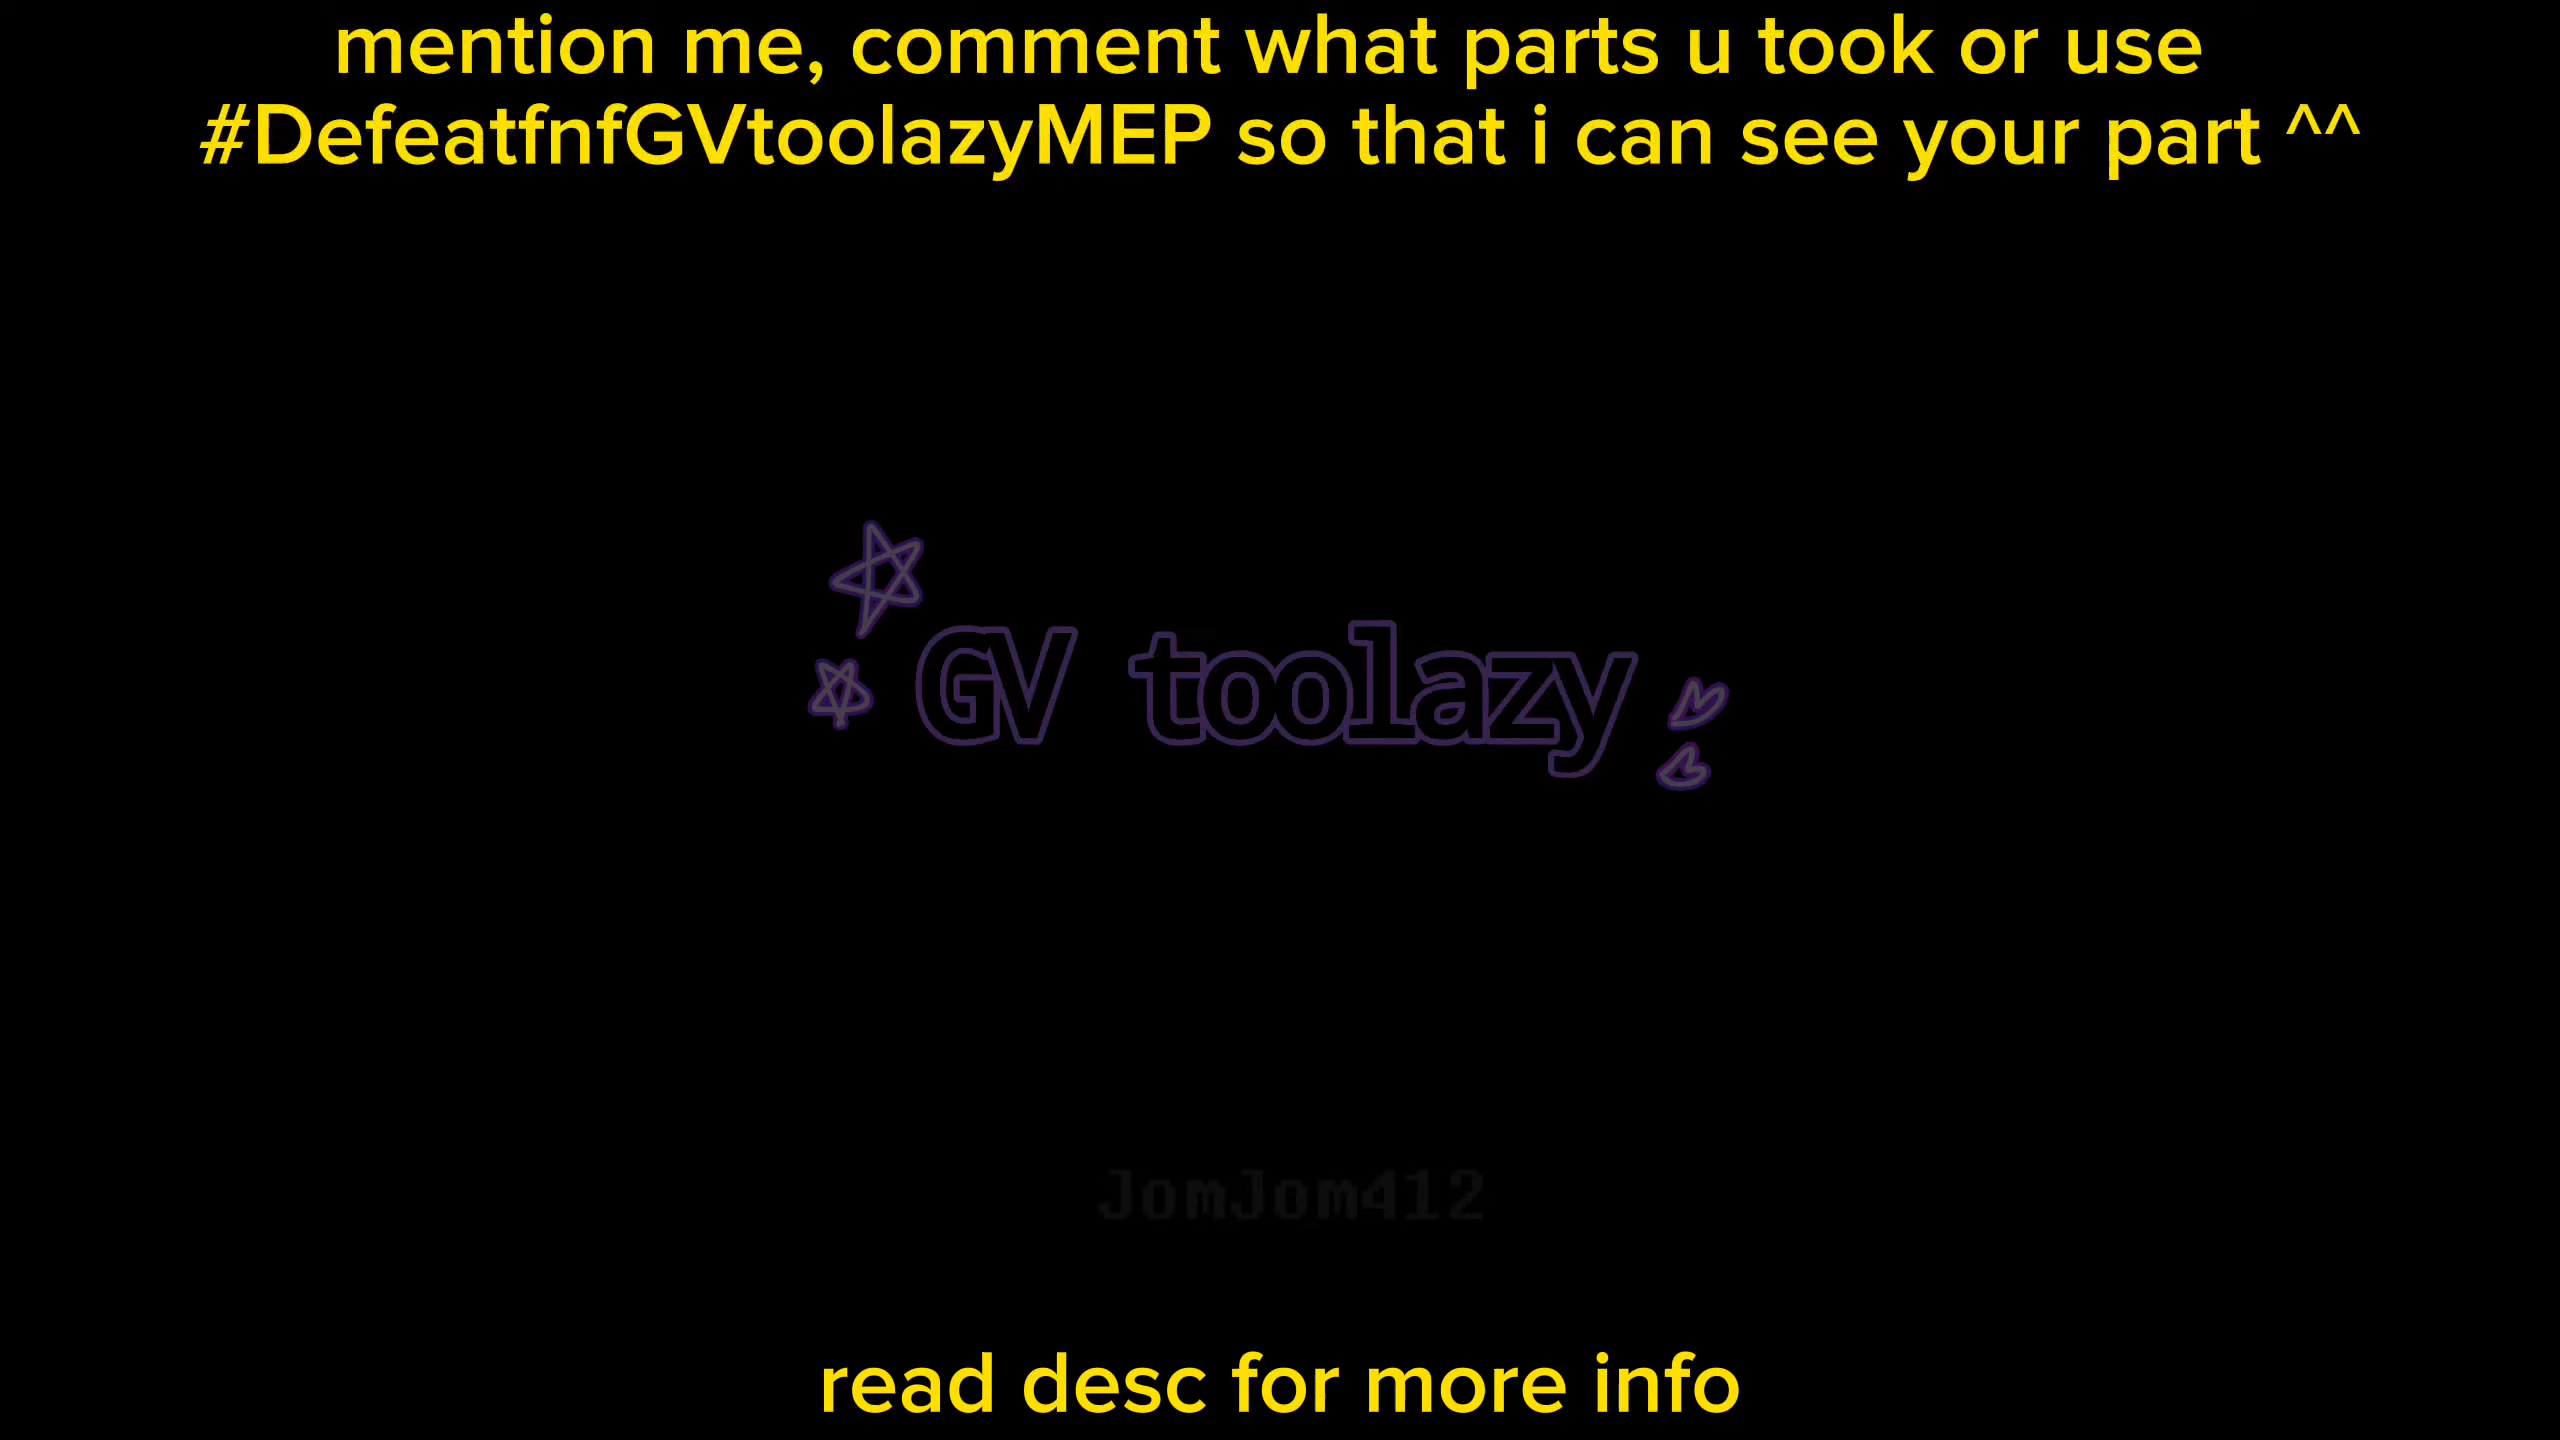 mention me, comment what parts u took or use
#DefeatfnfGVtoolazyMEP so that i can see your part ^^
GV toolazy
JomJom412
read desc for more info